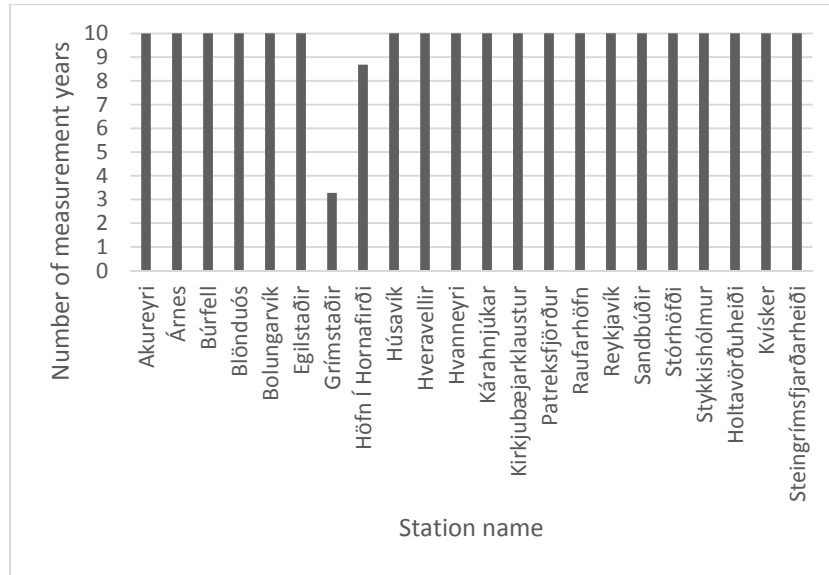 Number of measurement years
10
9
8
7
6
5
4
3
2
1
0
Akureyri
Árnes
Búrfell
Blönduós
Bolungarvík
Egilstaðir
Grímstaðir
Höfn Í Hornafirði
Húsavík
Hveravellir
Hvanneyri
Kárahnjúkar
Kirkjubæjarklaustur
Patreksfjörður
Raufarhöfn
Reykjavík
Sandbúðir
Stórhöfði
Stykkishólmur
Holtavörðuheiði
Kvísker
Steingrímsfjarðarheiði
Station name